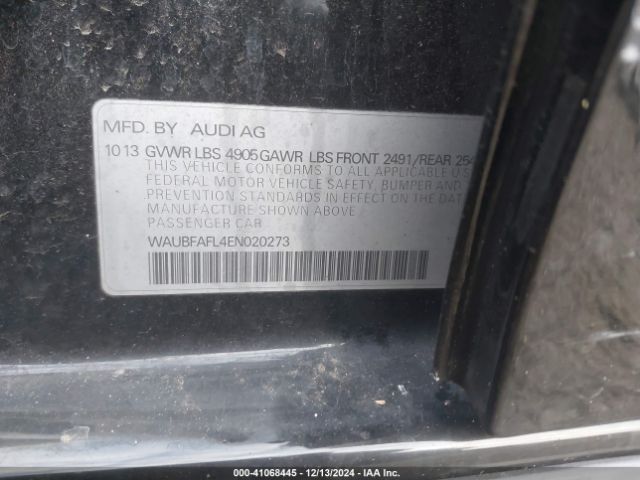 MFD. BY AUDI AG
10 13 GVWR LBS 4905 GAWR LBS FRONT 2491/REAR 254
THIS VEHICLE CONFORMS TO ALL APPLICABLE U.S
FEDERAL MOTOR VEHICLE SAFETY, BUMPER AND
PREVENTION STANDARDS IN EFFECT ON THE DAT
MANUFACTURE SHOWN ABOVE
PASSENGER CAR
WAUBFAFL4EN020273
000-41068445 - 12/13/2024 - IAA Inc.